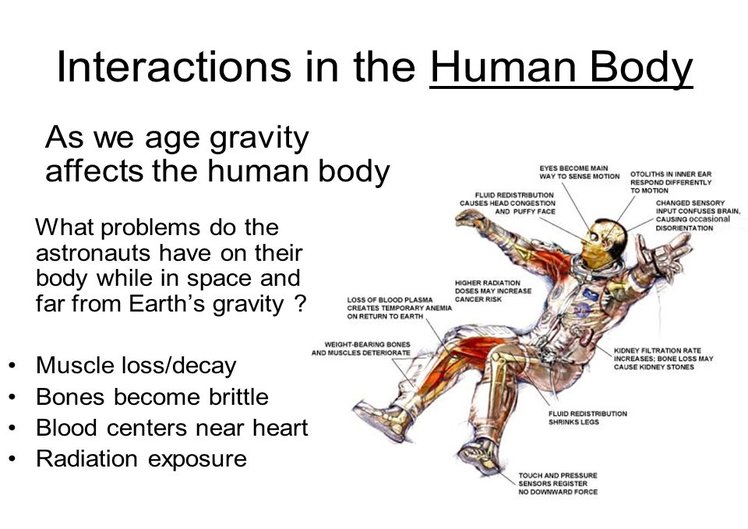 Interactions in the Human Body
As we age gravity
affects the human body
What problems do the
astronauts have on their
body while in space and
far from Earth's gravity ?
• Muscle loss/decay
• Bones become brittle
• Blood centers near heart
• Radiation exposure
EYES BECOME MAIN
WAY TO SENSE MOTION
OTOLITHS IN INNER EAR
RESPOND DIFFERENTLY
TO MOTION
FLUID REDISTRIBUTION
CAUSES HEAD CONGESTION
AND PUFFY FACE
CHANGED SENSORY
INPUT CONFUSES BRAIN,
CAUSING occasional
DISORIENTATION
HIGHER RADIATION
DOSES MAY INCREASE
CANCER RISK
LOSS OF BLOOD PLASMA
CREATES TEMPORARY ANEMIA
ON RETURN TO EARTH
WEIGHT-BEARING BONES
AND MUSCLES DETERIORATE
KIDNEY FILTRATION RATE
INCREASES; BONE LOSS MAY
CAUSE KIDNEY STONES
FLUID REDISTRIBUTION
SHRINKS LEGS
TOUCH AND PRESSURE
SENSORS REGISTER
NO DOWNWARD FORCE